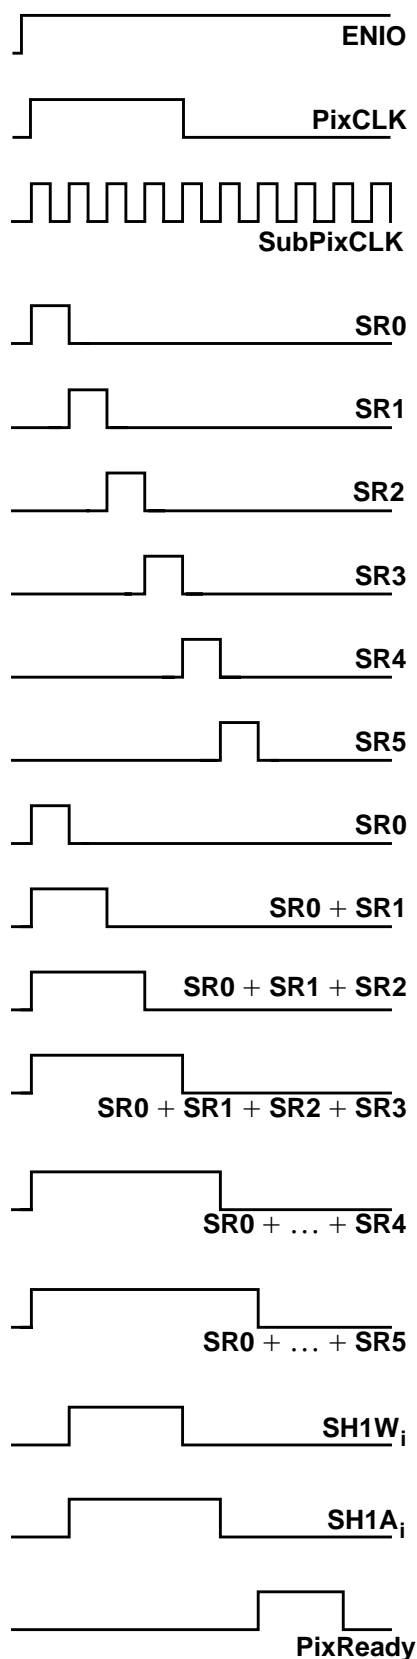 ENIO
PixCLK
SubPixCLK
SR0
SR1
SR2
SR3
SR4
SR5
SR0
SR0 + SR1
SR0 + SR1 + SR2
SR0 + SR1 + SR2 + SR3
SR0 + ... + SR4
SR0 + ... + SR5
SH1Wi
SH1Ai
PixReady